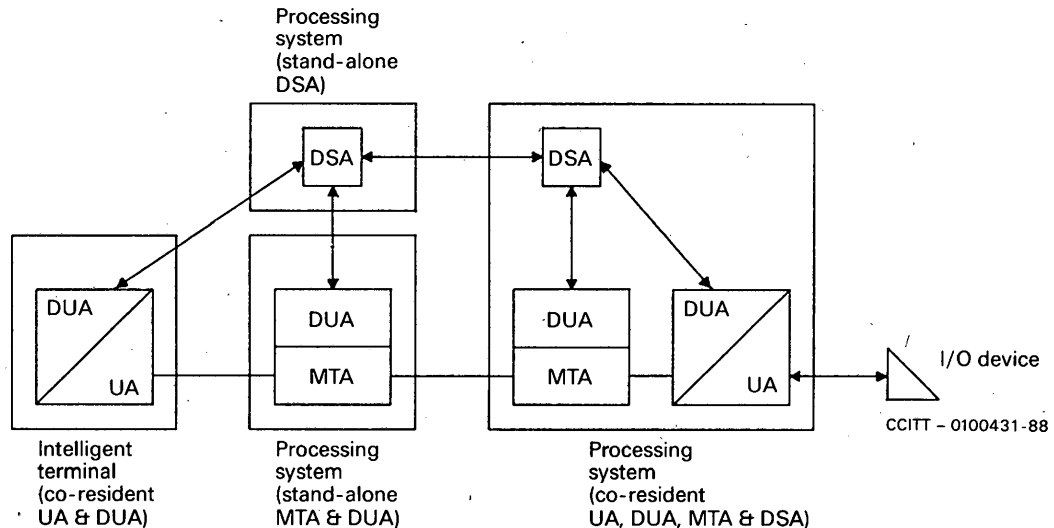 Processing
system
(stand-alone
DSA)
DSA
DSA
DUA
UA
DUA
MTA
DUA
MTA
DUA
UA
I/O device
CCITT – 0100431-88
Intelligent
terminal
(co-resident
UA & DUA)
Processing
system
(stand-alone
MTA & DUA)
Processing
system
(co-resident
UA, DUA, MTA & DSA)